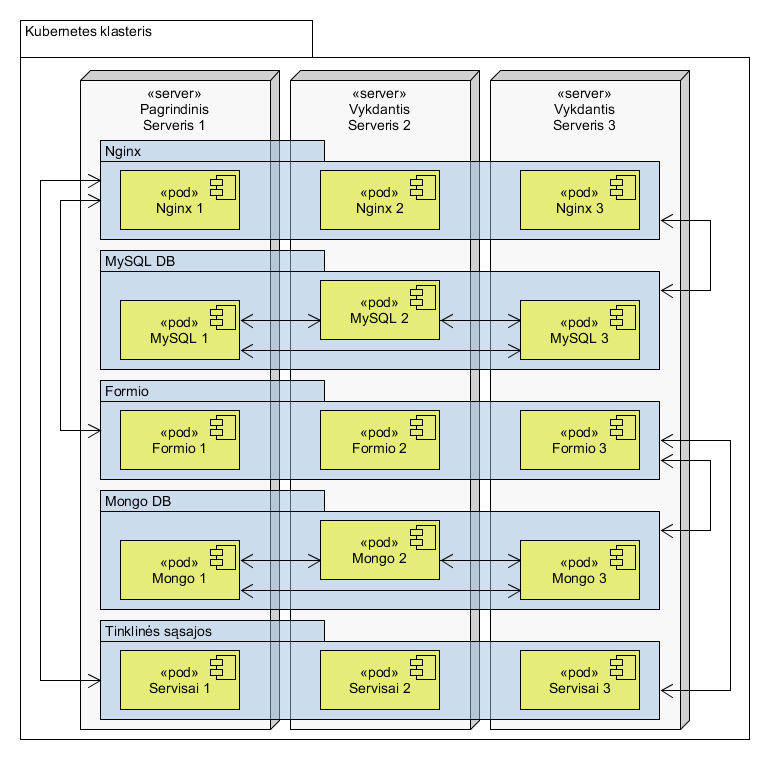 Kubernetes klasteris
«server»
Pagrindinis
Serveris 1
«server»
Vykdantis
Serveris 2
«server»
Vykdantis
Serveris 3
Nginx
«pod»
Nginx 1
«pod»
Nginx 2
«pod»
Nginx 3
MySQL DB
«pod»
MySQL 1
«pod»
MySQL 2
«pod»
MySQL 3
Formio
«pod»
Formio 1
«pod»
Formio 2
«pod»
Formio 3
Mongo DB
«pod»
Mongo 1
«pod»
Mongo 2
«pod»
Mongo 3
Tinklinės sąsajos
«pod»
Servisai 1
«pod»
Servisai 2
«pod»
Servisai 3